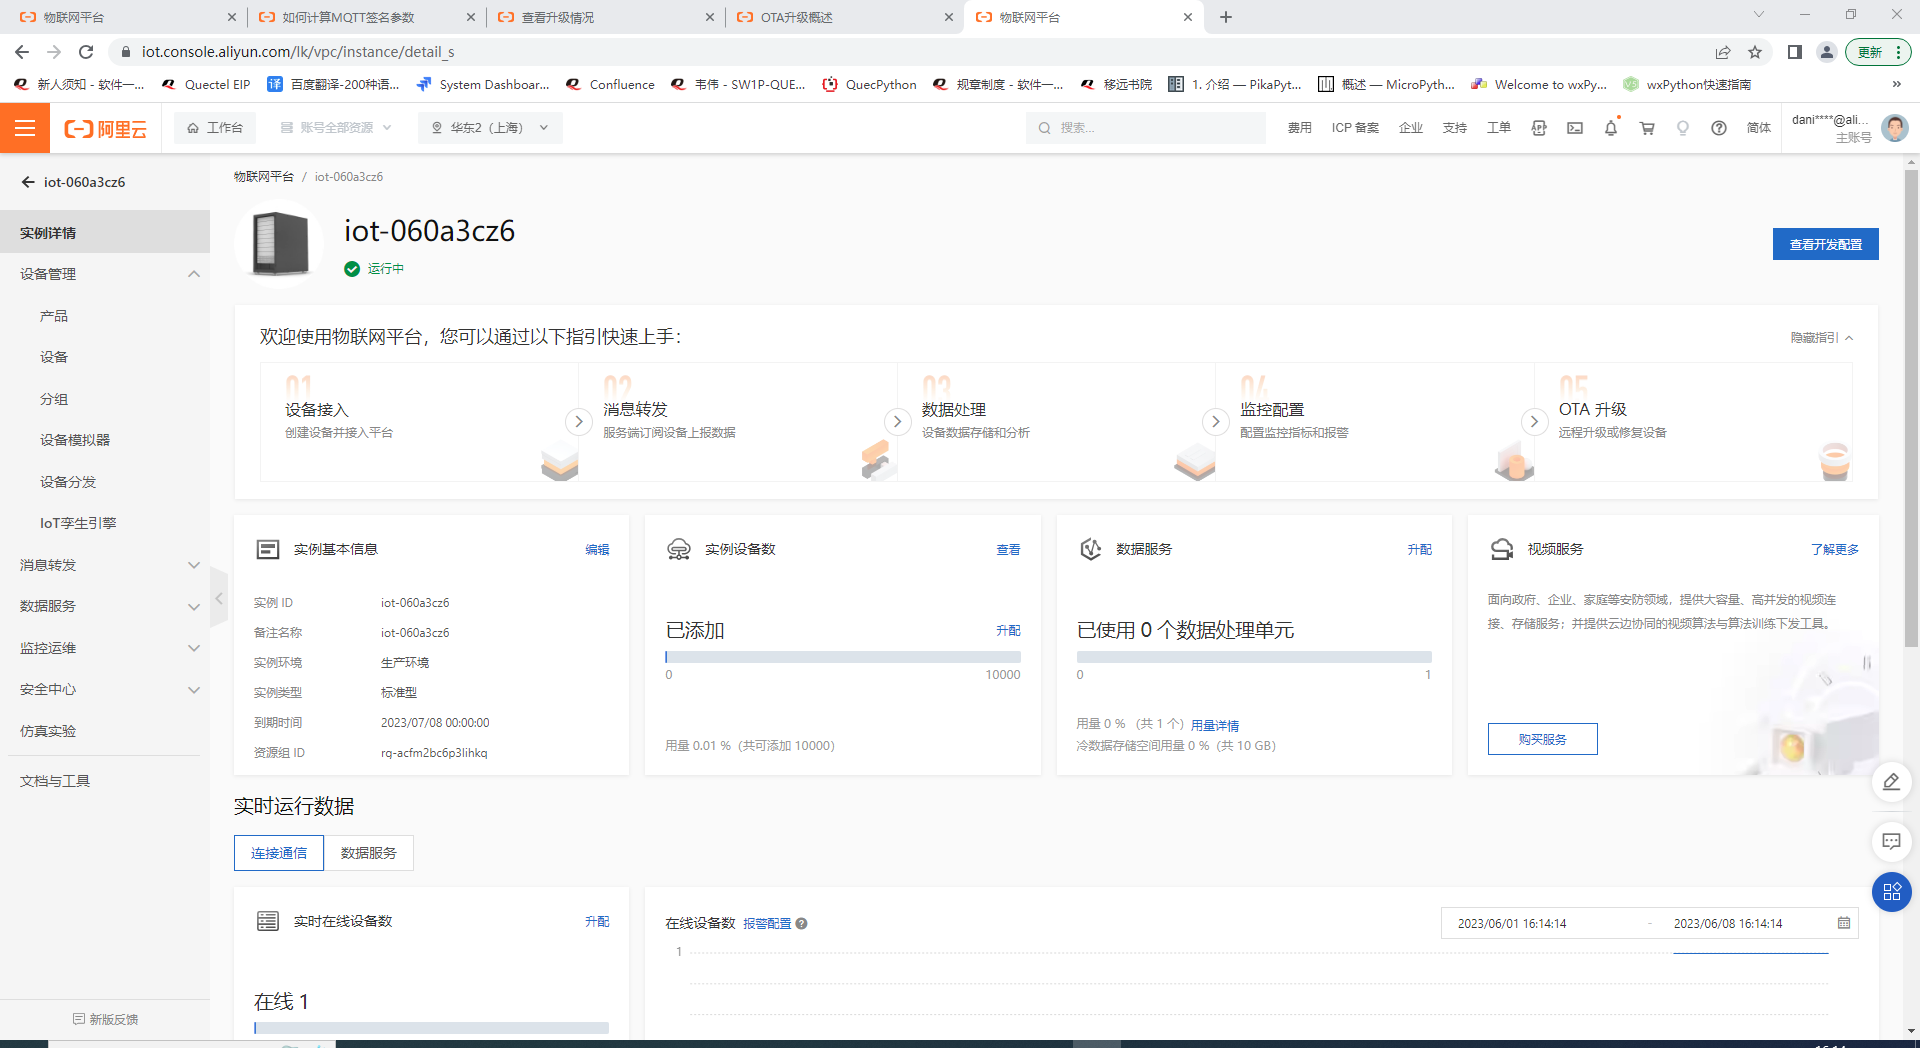 物联网平台
如何计算MQTT签名参数
查看升级情况
OTA升级概述
物联网平台
iot.console.aliyun.com/lk/vpc/instance/detail_s
更新
新人须知 - 软件一...
Quectel EIP
译 百度翻译-200种语...
System Dashboar...
Confluence
韦伟 - SW1P-QUE...
QuecPython
规章制度 - 软件一...
移远书院
1. 介绍 — PikaPyt...
概述 — MicroPyth...
Welcome to wxPy...
wxPython快速指南
»
阿里云
工作台
账号全部资源
华东2（上海）
搜索...
费用
ICP 备案
企业
支持
工单
简体
dani****@ali...
主账号
iot-060a3cz6
实例详情
设备管理
产品
设备
分组
设备模拟器
设备分发
IoT孪生引擎
消息转发
数据服务
监控运维
安全中心
仿真实验
文档与工具
新版反馈
物联网平台 / iot-060a3cz6
iot-060a3cz6
运行中
查看开发配置
欢迎使用物联网平台，您可以通过以下指引快速上手：
隐藏指引
01
设备接入
创建设备并接入平台
02
消息转发
服务端订阅设备上报数据
03
数据处理
设备数据存储和分析
04
监控配置
配置监控指标和报警
05
OTA 升级
远程升级或修复设备
实例基本信息
编辑
实例 ID iot-060a3cz6
备注名称 iot-060a3cz6
实例环境 生产环境
实例类型 标准型
到期时间 2023/07/08 00:00:00
资源组 ID rg-acfm2bc6p3lihkq
实例设备数
查看
已添加
升配
0 10000
用量 0.01 %（共可添加 10000）
数据服务
升配
已使用 0 个数据处理单元
0 1
用量 0 % （共 1 个） 用量详情
冷数据存储空间用量 0 %（共 10 GB）
视频服务
了解更多
面向政府、企业、家庭等安防领域，提供大容量、高并发的视频连
接、存储服务；并提供云边协同的视频算法与算法训练下发工具。
购买服务
实时运行数据
连接通信
数据服务
实时在线设备数
升配
在线 1
在线设备数 报警配置
2023/06/01 16:14:14 - 2023/06/08 16:14:14
1